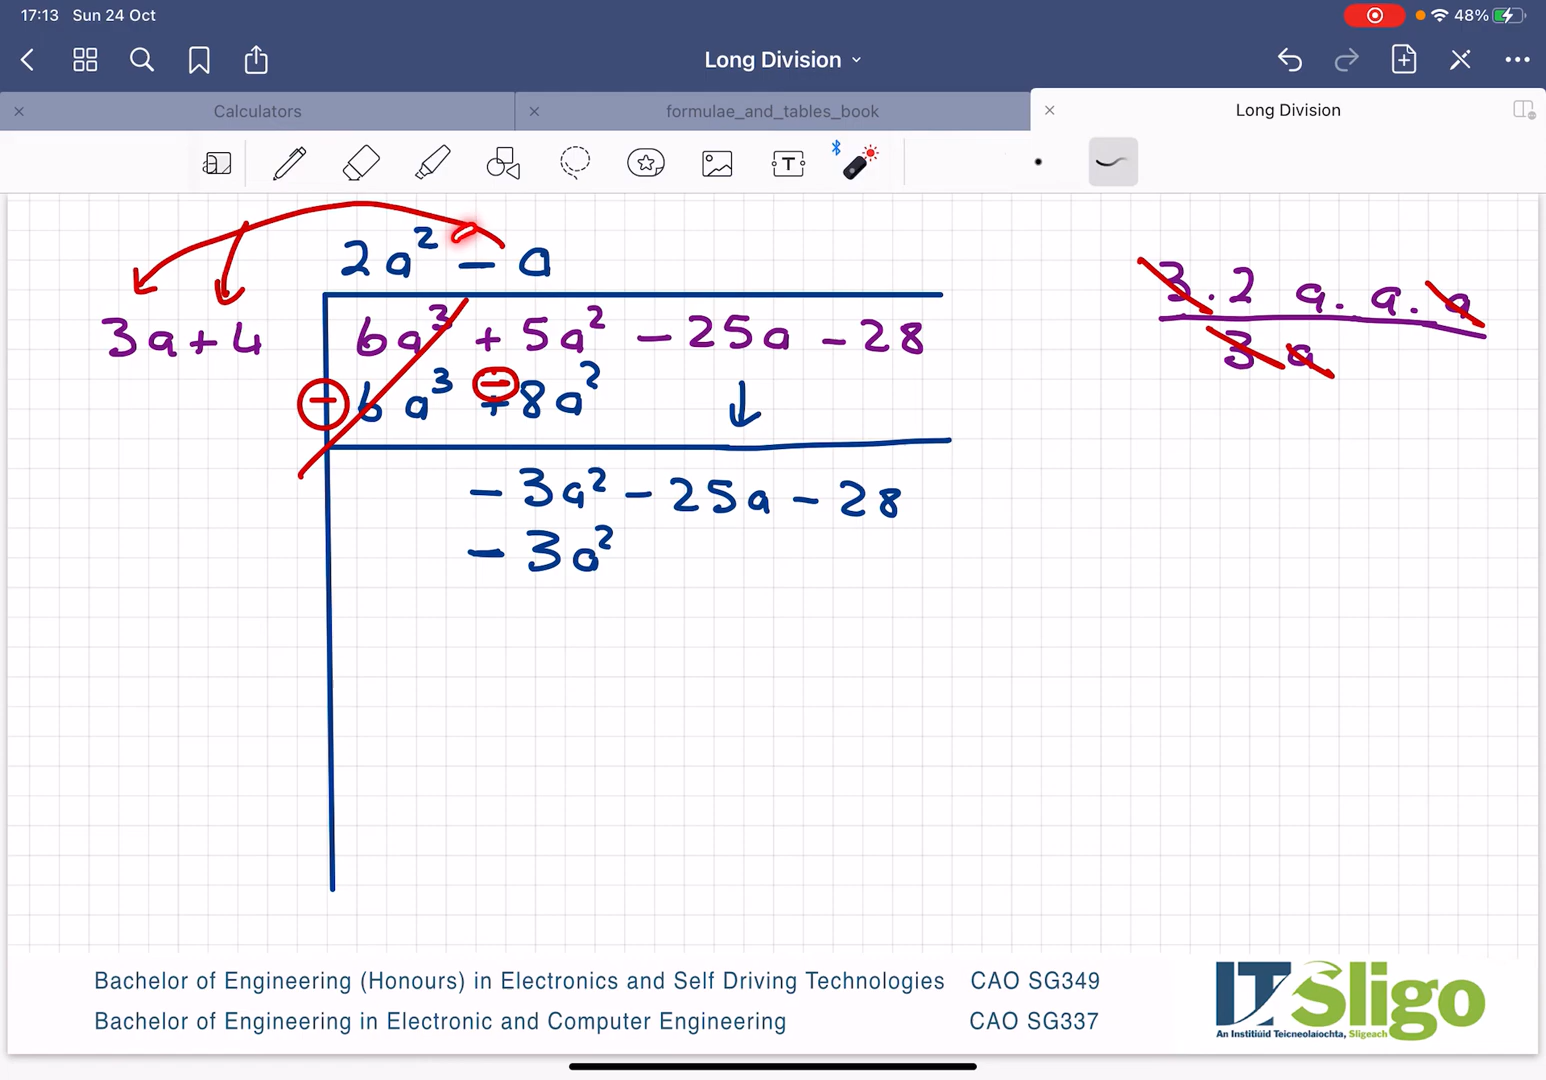 17:13 Sun 24 Oct 48%
Long Division
Calculators formulae_and_tables_book Long Division
T
2a² - a
3a + 4 6a³ + 5a² - 25a - 28
- 6a³ + - 8a²
- 3a² - 25a - 28
- 3a²
3 . 2 a . a . a
3 a
Bachelor of Engineering (Honours) in Electronics and Self Driving Technologies CAO SG349
Bachelor of Engineering in Electronic and Computer Engineering CAO SG337
IT Sligo
An Institiúid Teicneolaíochta, Sligeach